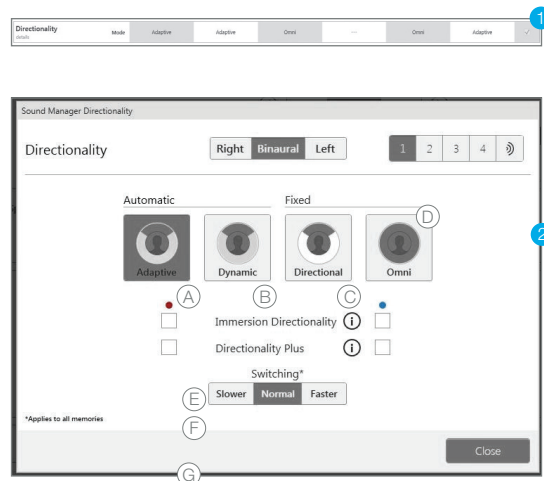 1
Directionality Mode Adaptive Adaptive Omni --- Omni Adaptive
details
Sound Manager Directionality
Directionality Right Binaural Left 1 2 3 4
Automatic Fixed
D
2
Adaptive Dynamic Directional Omni
A B C
Immersion Directionality i
Directionality Plus i
Switching*
E Slower Normal Faster
*Applies to all memories
F
Close
G